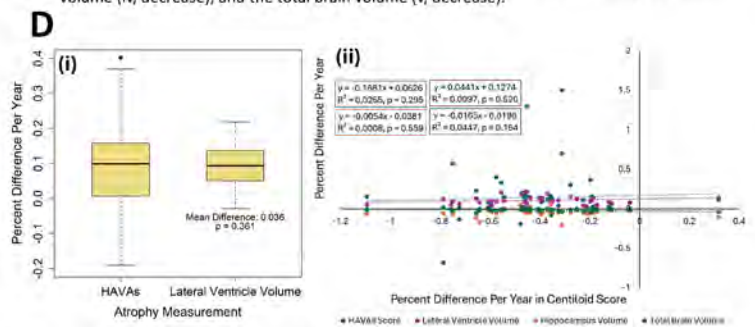 volume (N, decrease), and the total brain volume (V, decrease).
D
(i)
(ii)
Percent Difference Per Year
0.4
0.3
0.2
0.1
0.0
-0.1
-0.2
Mean Difference: 0.036
p = 0.361
HAVAs
Lateral Ventricle Volume
Atrophy Measurement
Percent Difference Per Year
y = -0.1681x + 0.0626
R² = 0.0265, p = 0.295
y = 0.0441x + 0.1274
R² = 0.0097, p = 0.520
y = -0.0054x - 0.0381
R² = 0.0008, p = 0.859
y = -0.0165x - 0.0196
R² = 0.0447, p = 0.164
2
1.5
1
0.5
-0.5
-1
-1.2
-1
-0.8
-0.6
-0.4
-0.2
0
0.2
0.4
Percent Difference Per Year in Centiloid Score
HAVAs Score
Lateral Ventricle Volume
Hippocampus Volume
Total Brain Volume